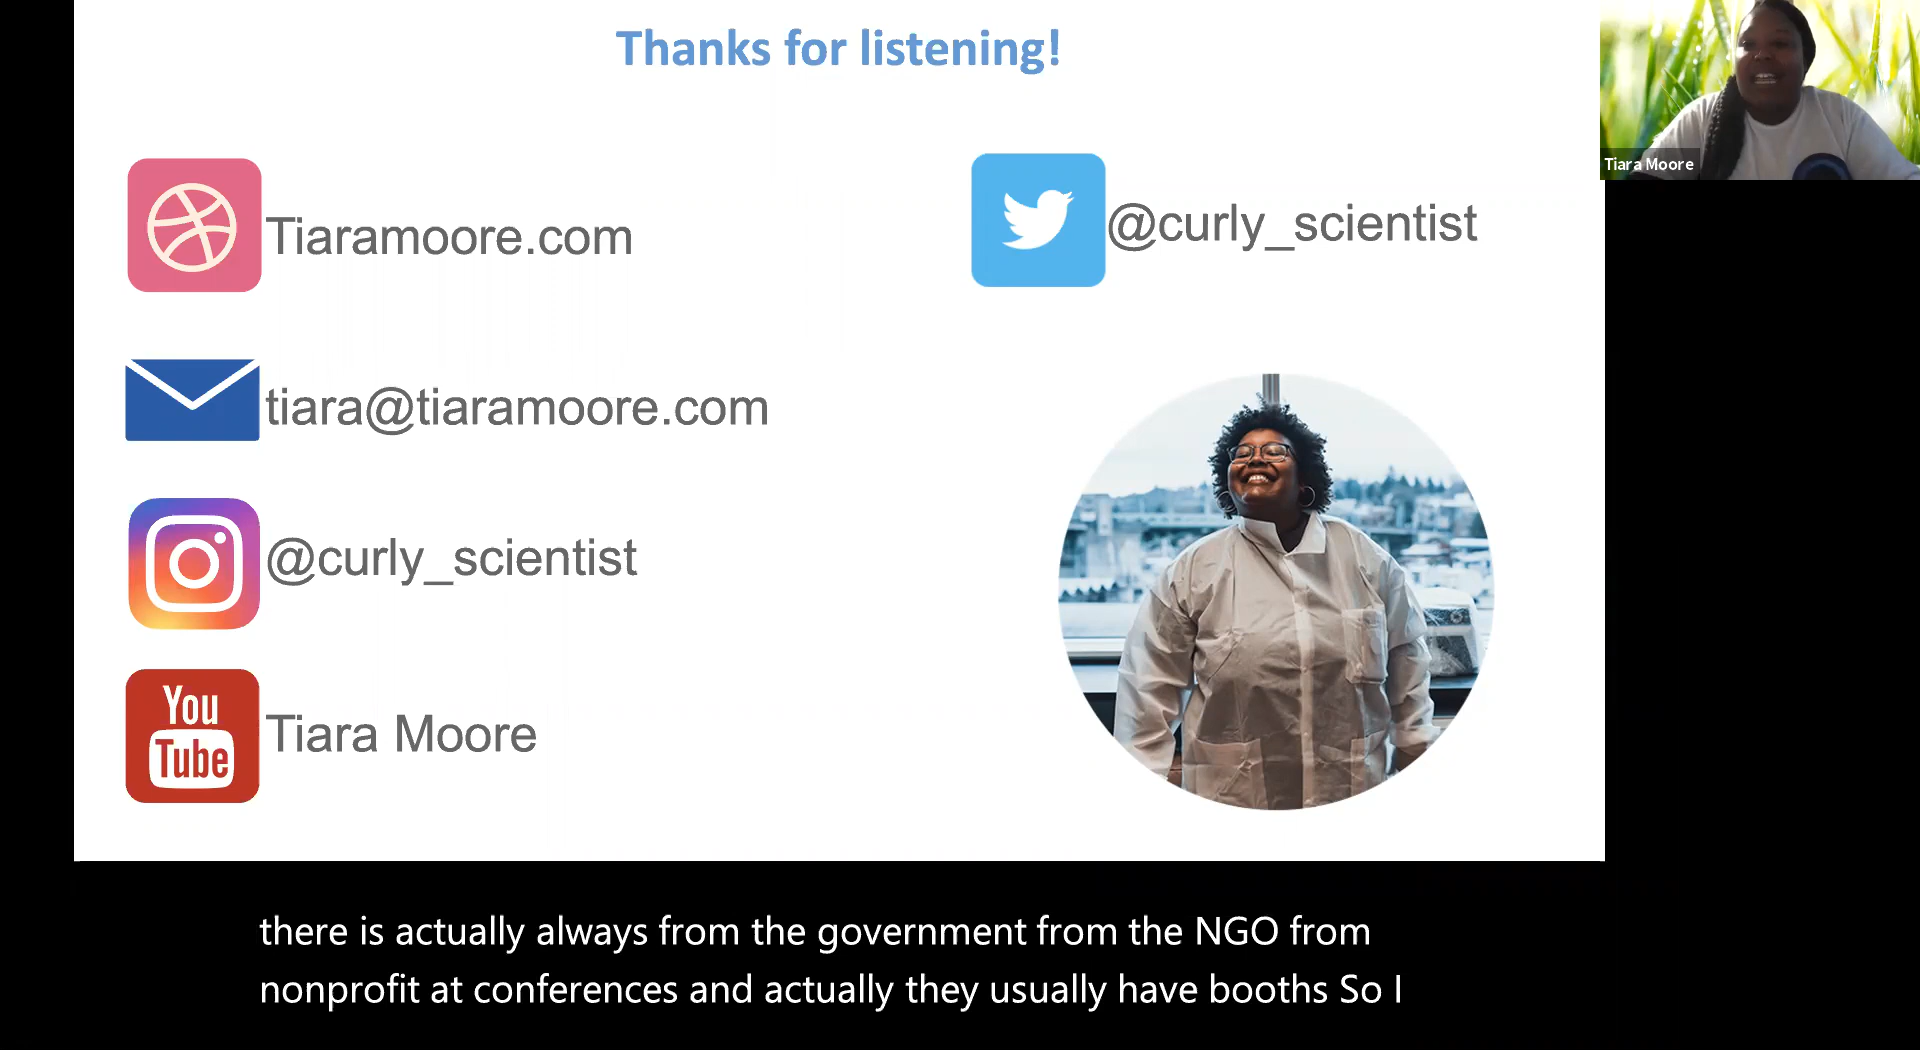 Thanks for listening!
Tiaramoore.com
@curly_scientist
tiara@tiaramoore.com
@curly_scientist
You
Tube
Tiara Moore
Tiara Moore
there is actually always from the government from the NGO from
nonprofit at conferences and actually they usually have booths So I